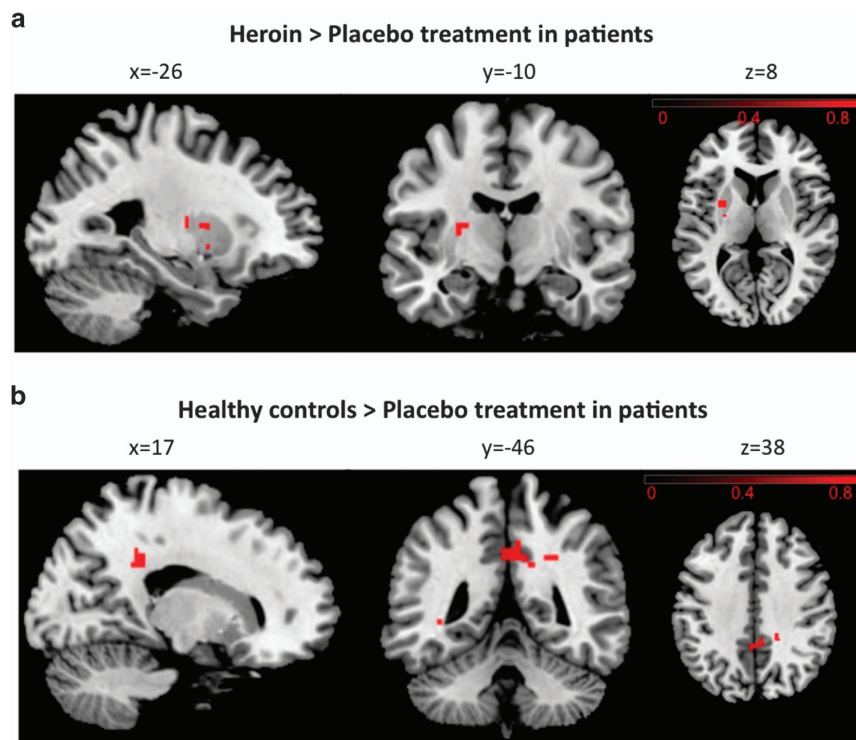 a
Heroin > Placebo treatment in patients
x=-26 y=-10 z=8
0 0.4 0.8
b
Healthy controls > Placebo treatment in patients
x=17 y=-46 z=38
0 0.4 0.8